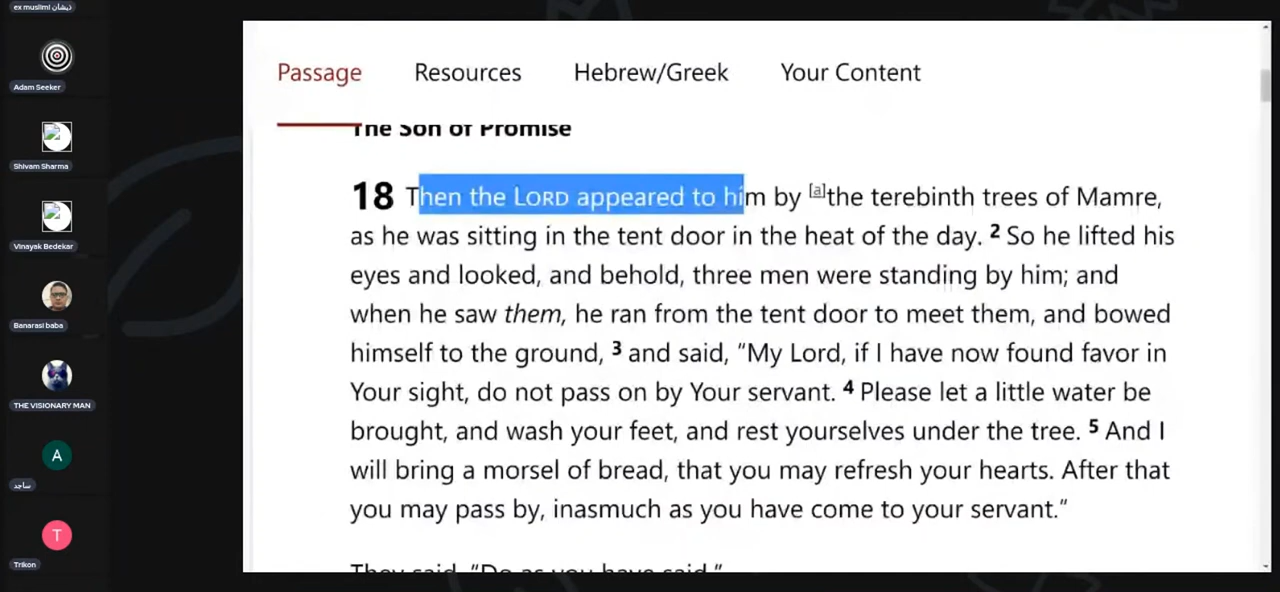 ex muslimi ذيشان
Adam Seeker
Shivam Sharma
Vinayak Bedekar
Banarasi baba
THE VISIONARY MAN
A
ساجد
T
Trikon
Passage Resources Hebrew/Greek Your Content
The Son of Promise
18 Then the LORD appeared to him by [a]the terebinth trees of Mamre,
as he was sitting in the tent door in the heat of the day. 2 So he lifted his
eyes and looked, and behold, three men were standing by him; and
when he saw them, he ran from the tent door to meet them, and bowed
himself to the ground, 3 and said, “My Lord, if I have now found favor in
Your sight, do not pass on by Your servant. 4 Please let a little water be
brought, and wash your feet, and rest yourselves under the tree. 5 And I
will bring a morsel of bread, that you may refresh your hearts. After that
you may pass by, inasmuch as you have come to your servant.”
They said, “Do as you have said.”